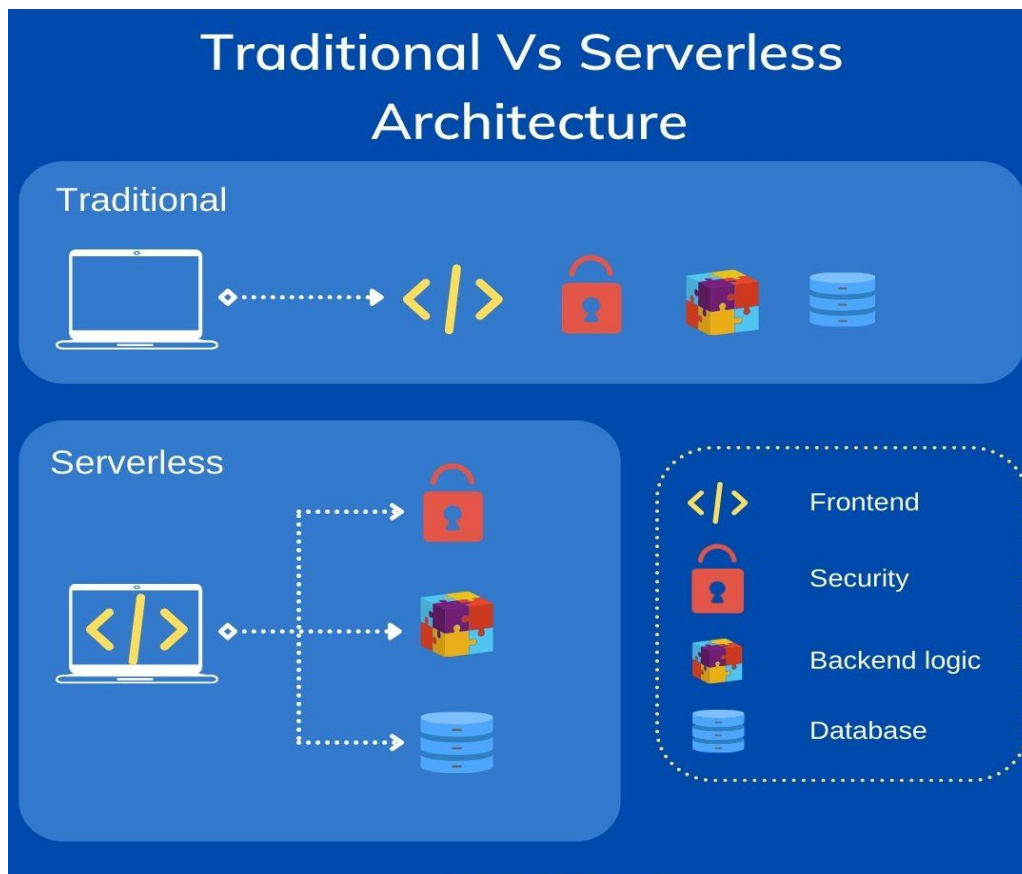 Traditional Vs Serverless
Architecture
Traditional
Serverless
Frontend
Security
Backend logic
Database